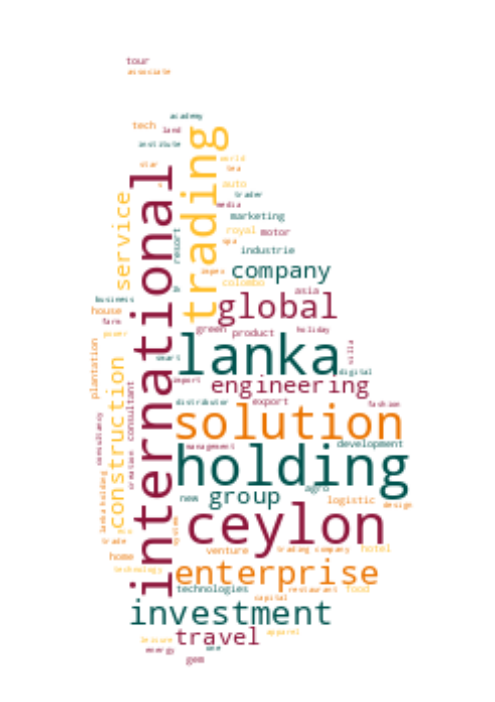 tour
associate
academy
tech
land
institute
trading
world
star
tea
international
auto
service
trader
media
marketing
royal
motor
spa
resort
industrie
company
impex
colombo
asia
business
house
global
farm
green
product
holiday
power
lanka
villa
smart
digital
plantation
import
engineering
construction
consultant
distributor
export
fashion
solution
consultancy
management
development
creation
holding
lanka holding
agro
new
group
logistic
design
ceylon
system
trade
home
venture
trading company
hotel
technology
enterprise
technologies
restaurant
food
capital
investment
travel
apparel
leisure
one
energy
gem